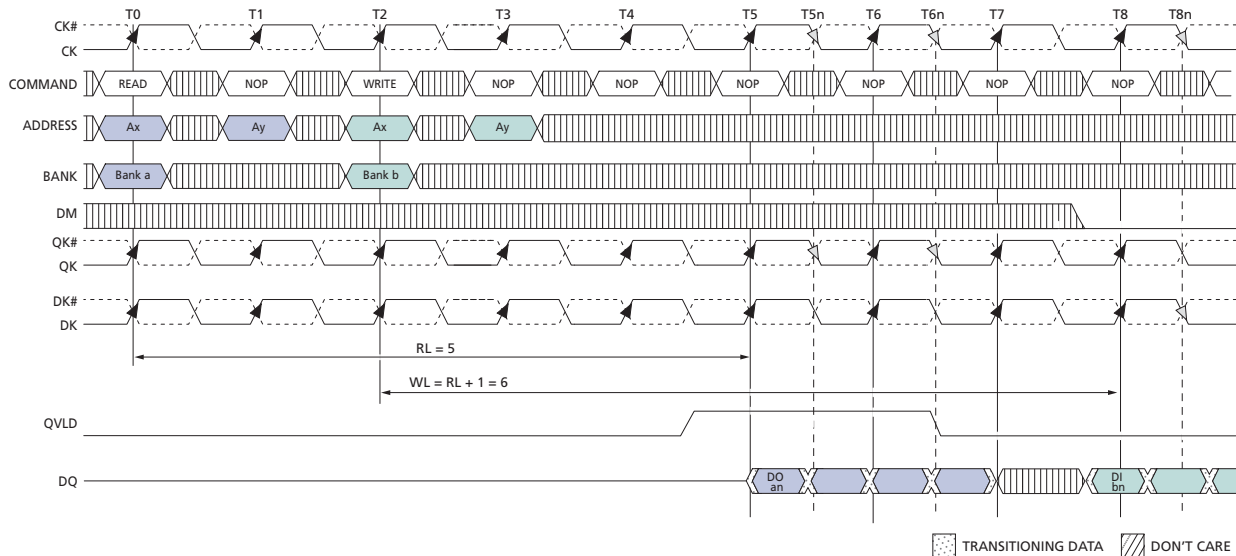 T0 T1 T2 T3 T4 T5 T5n T6 T6n T7 T8 T8n
CK#
CK
COMMAND READ NOP WRITE NOP NOP NOP NOP NOP NOP
ADDRESS Ax Ay Ax Ay
BANK Bank a Bank b
DM
QK#
QK
DK#
DK
RL = 5
WL = RL + 1 = 6
QVLD
DQ DO an DI bn
TRANSITIONING DATA DON'T CARE